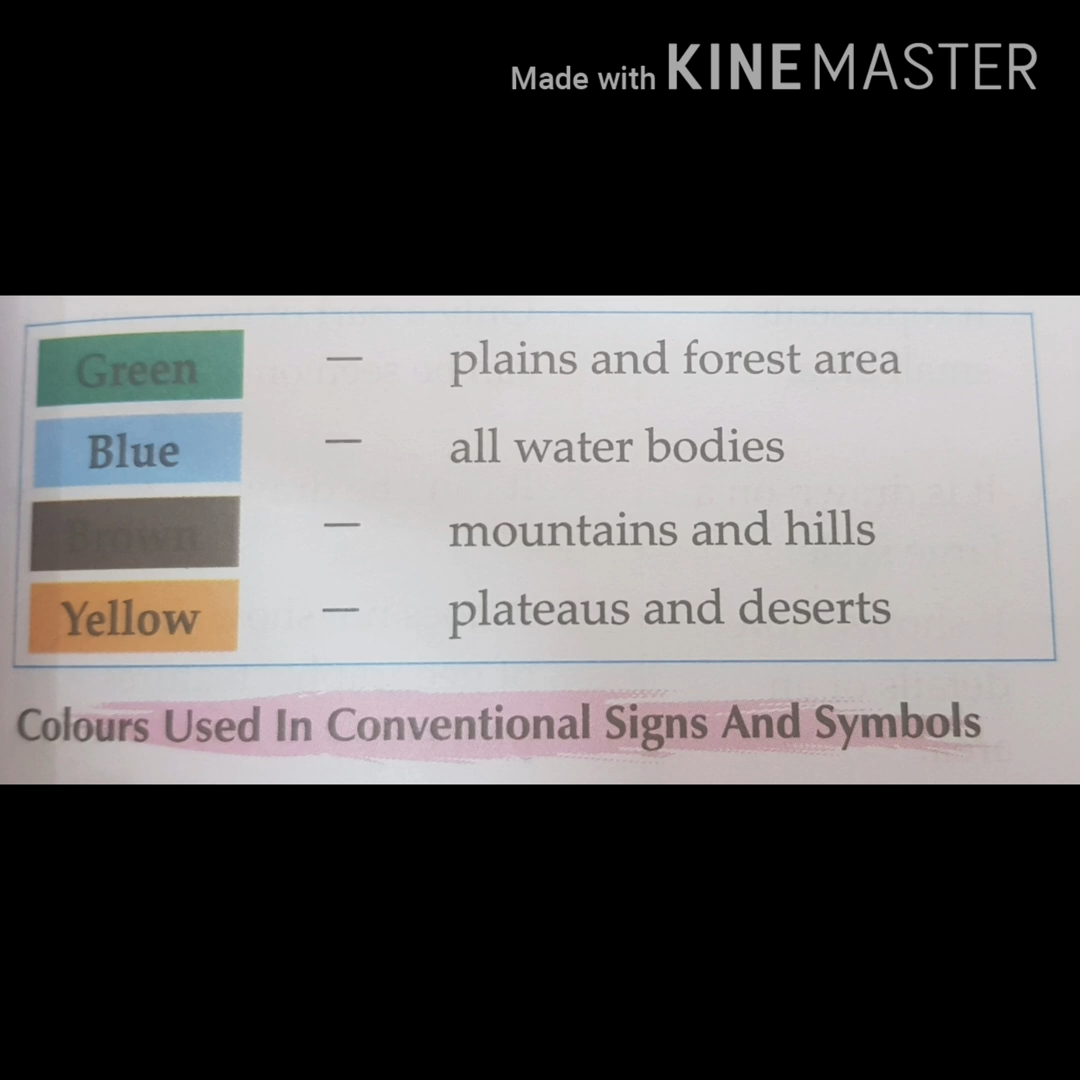 Made with KINEMASTER
Green — plains and forest area
Blue — all water bodies
Brown — mountains and hills
Yellow — plateaus and deserts
Colours Used In Conventional Signs And Symbols